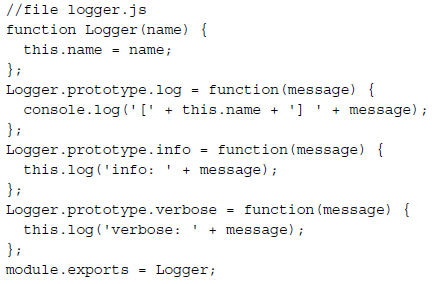 //file logger.js
function Logger(name) {
  this.name = name;
};
Logger.prototype.log = function(message) {
  console.log('[' + this.name + '] ' + message);
};
Logger.prototype.info = function(message) {
  this.log('info: ' + message);
};
Logger.prototype.verbose = function(message) {
  this.log('verbose: ' + message);
};
module.exports = Logger;